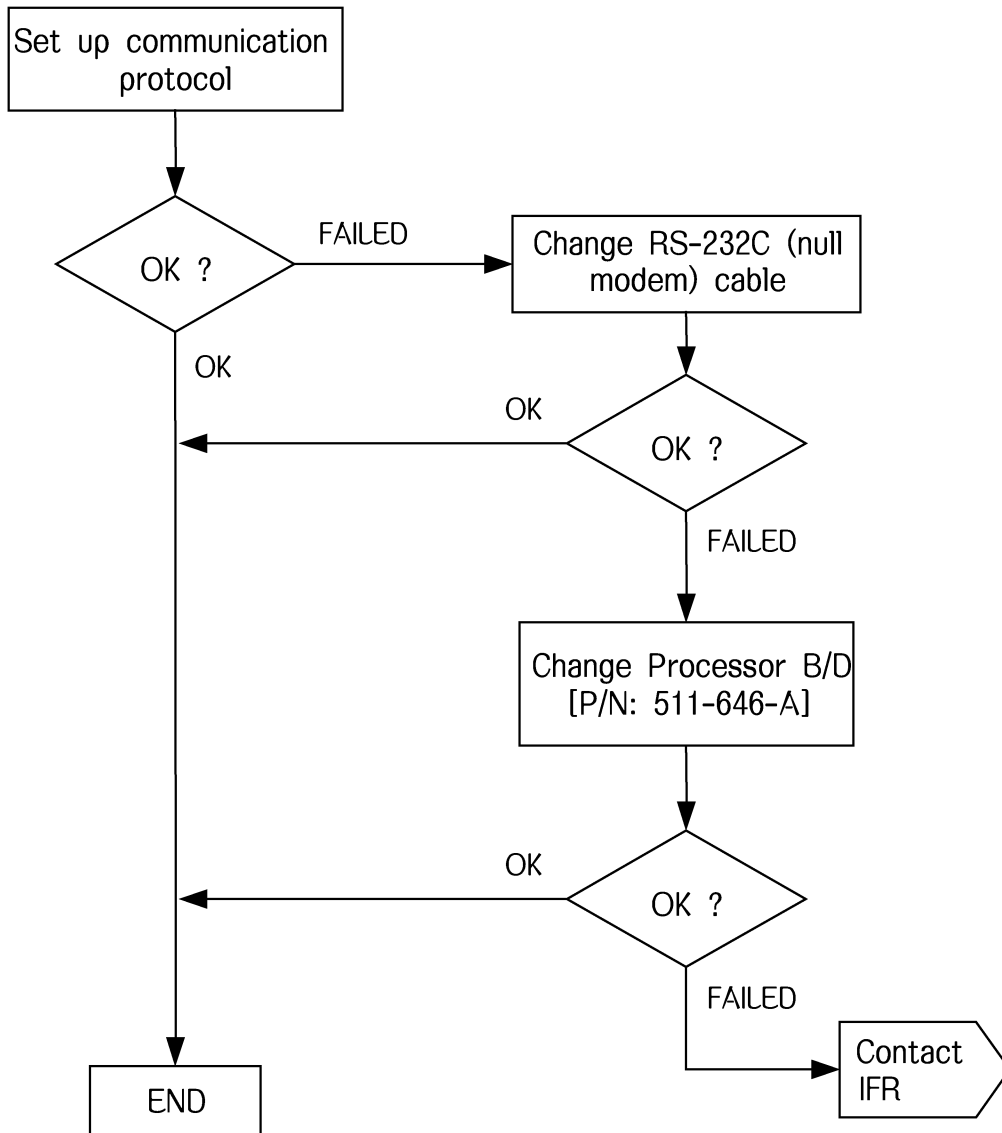 Set up communication
protocol
OK ?
FAILED
Change RS-232C (null
modem) cable
OK
OK
OK ?
FAILED
Change Processor B/D
[P/N: 511-646-A]
OK
OK ?
FAILED
Contact
IFR
END